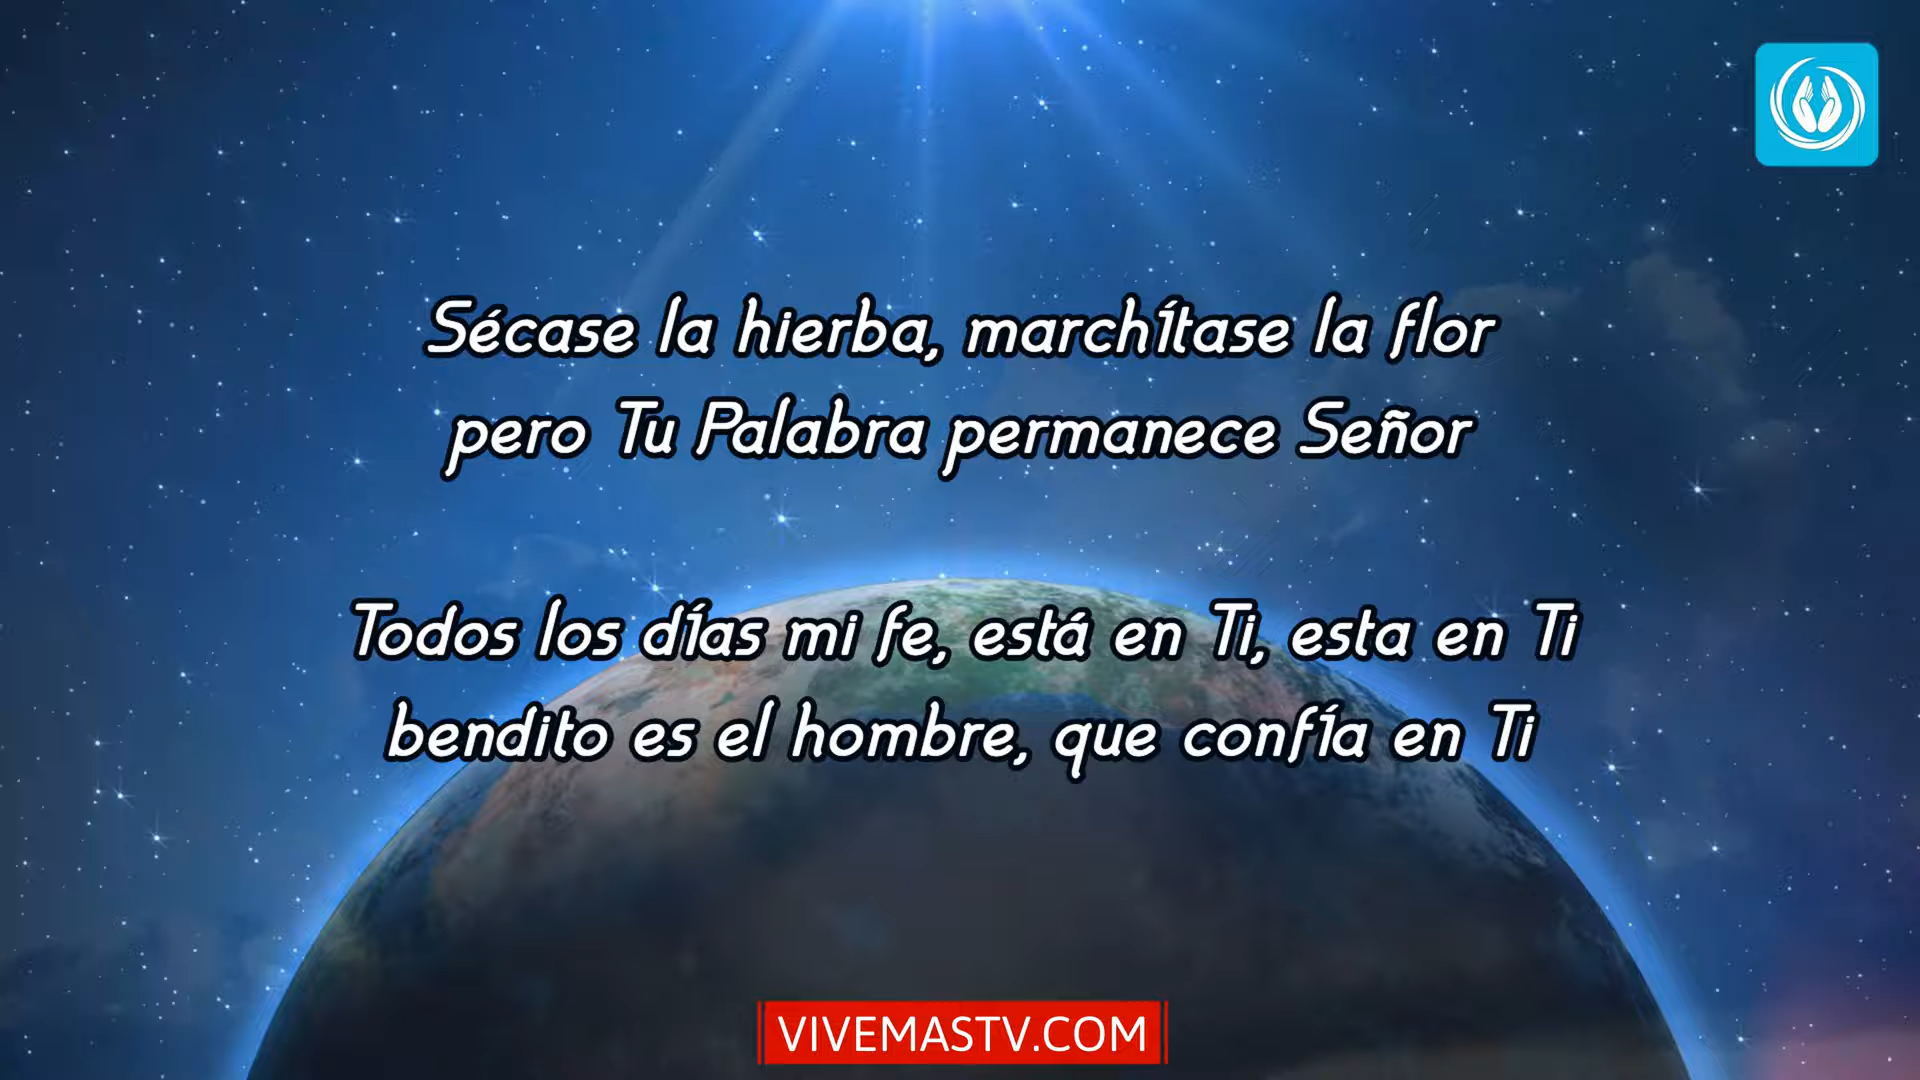 Sécase la hierba, marchítase la flor
pero Tu Palabra permanece Señor
Todos los días mi fe, está en Ti, esta en Ti
bendito es el hombre, que confía en Ti
VIVEMASTV.COM